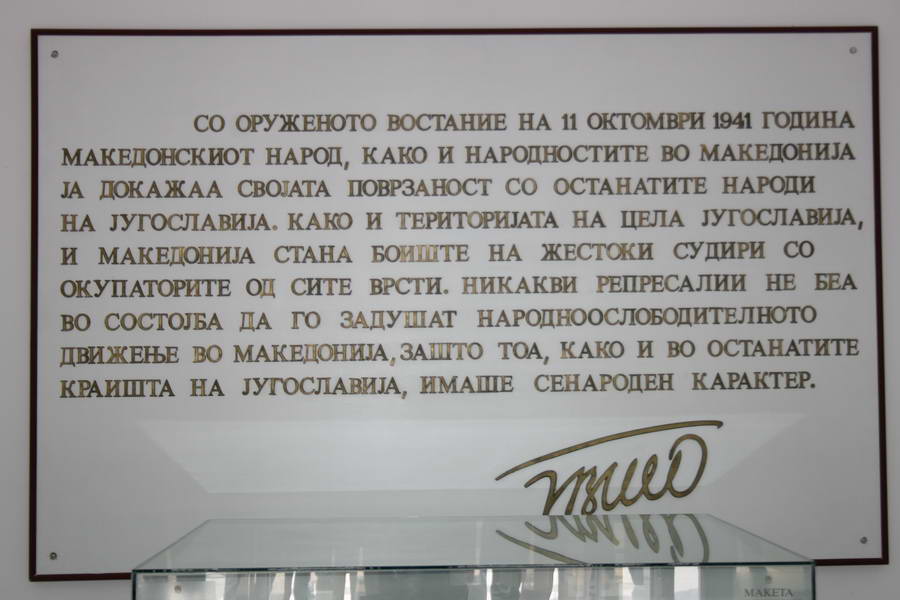 СО ОРУЖЕНОТО ВОСТАНИЕ НА 11 ОКТОМВРИ 1941 ГОДИНА
МАКЕДОНСКИОТ НАРОД, КАКО И НАРОДНОСТИТЕ ВО МАКЕДОНИЈА
ЈА ДОКАЖАА СВОЈАТА ПОВРЗАНОСТ СО ОСТАНАТИТЕ НАРОДИ
НА ЈУГОСЛАВИЈА. КАКО И ТЕРИТОРИЈАТА НА ЦЕЛА ЈУГОСЛАВИЈА,
И МАКЕДОНИЈА СТАНА БОИШТЕ НА ЖЕСТОКИ СУДИРИ СО
ОКУПАТОРИТЕ ОД СИТЕ ВРСТИ. НИКАКВИ РЕПРЕСАЛИИ НЕ БЕА
ВО СОСТОЈБА ДА ГО ЗАДУШАТ НАРОДНООСЛОБОДИТЕЛНОТО
ДВИЖЕЊЕ ВО МАКЕДОНИЈА, ЗАШТО ТОА, КАКО И ВО ОСТАНАТИТЕ
КРАИШТА НА ЈУГОСЛАВИЈА, ИМАШЕ СЕНАРОДЕН КАРАКТЕР.
Тито
МАКЕТА